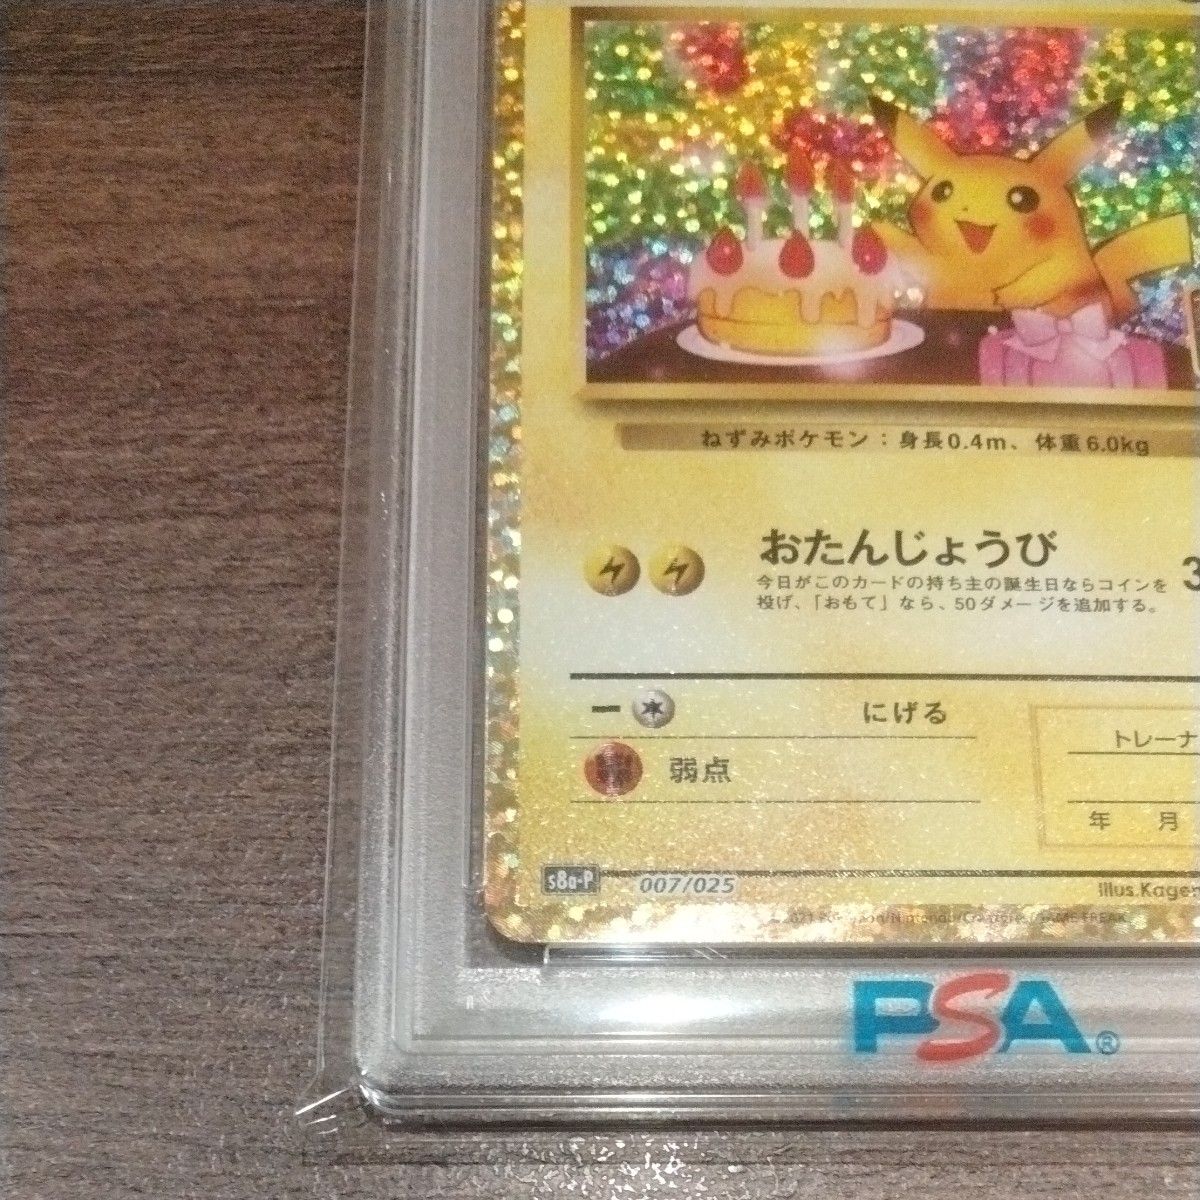 ねずみポケモン：身長0.4m、体重6.0kg
おたんじょうび 3
今日がこのカードの持ち主の誕生日ならコインを
投げ、「おもて」なら、50ダメージを追加する。
にげる
トレーナ
弱点
年 月
s8a-P 007/025
illus.Kage
PSA®